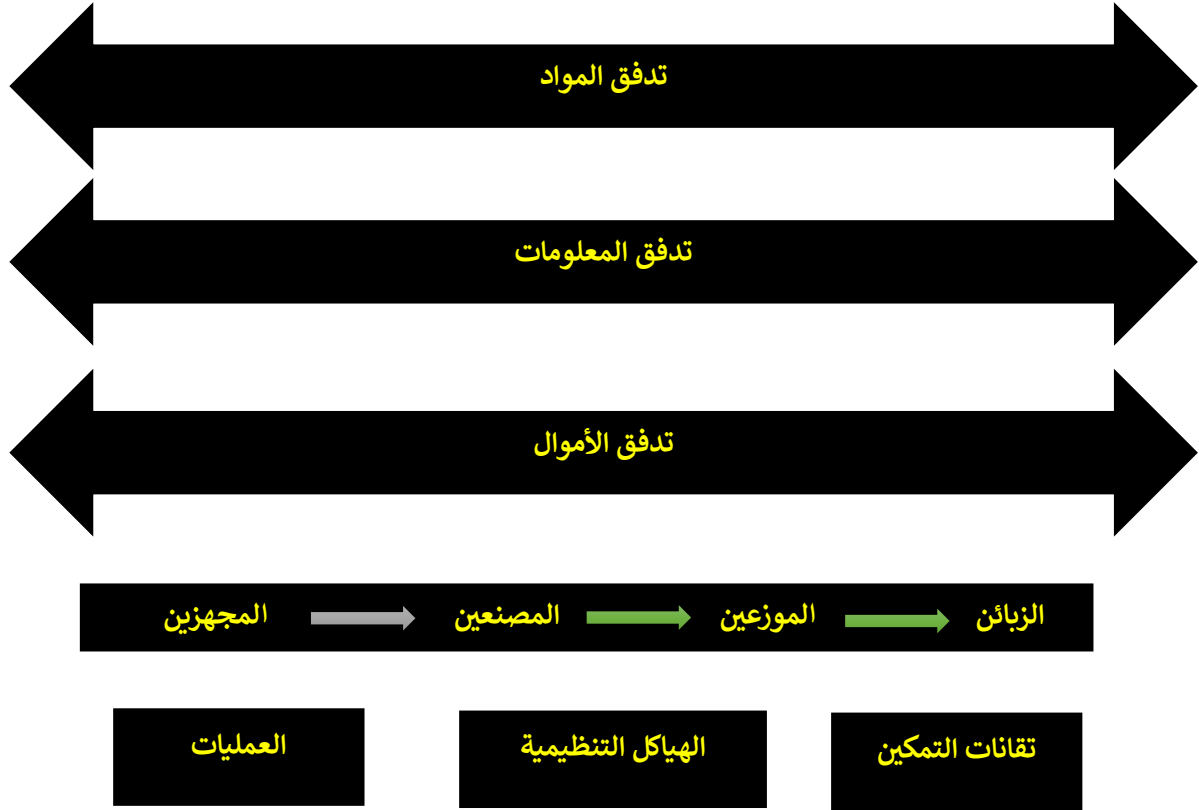 تدفق المواد
تدفق المعلومات
تدفق الأموال
المجهزين المصنعين الموزعين الزبائن
العمليات الهياكل التنظيمية تقانات التمكين